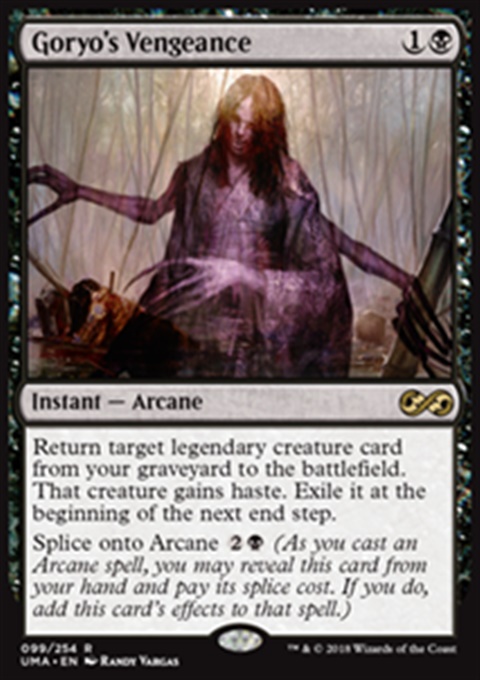 Goryo's Vengeance 1
Instant — Arcane
Return target legendary creature card
from your graveyard to the battlefield.
That creature gains haste. Exile it at the
beginning of the next end step.
Splice onto Arcane 2 (As you cast an
Arcane spell, you may reveal this card from
your hand and pay its splice cost. If you do,
add this card's effects to that spell.)
099/254 R
UMA • EN Randy Vargas
™ & © 2018 Wizards of the Coast